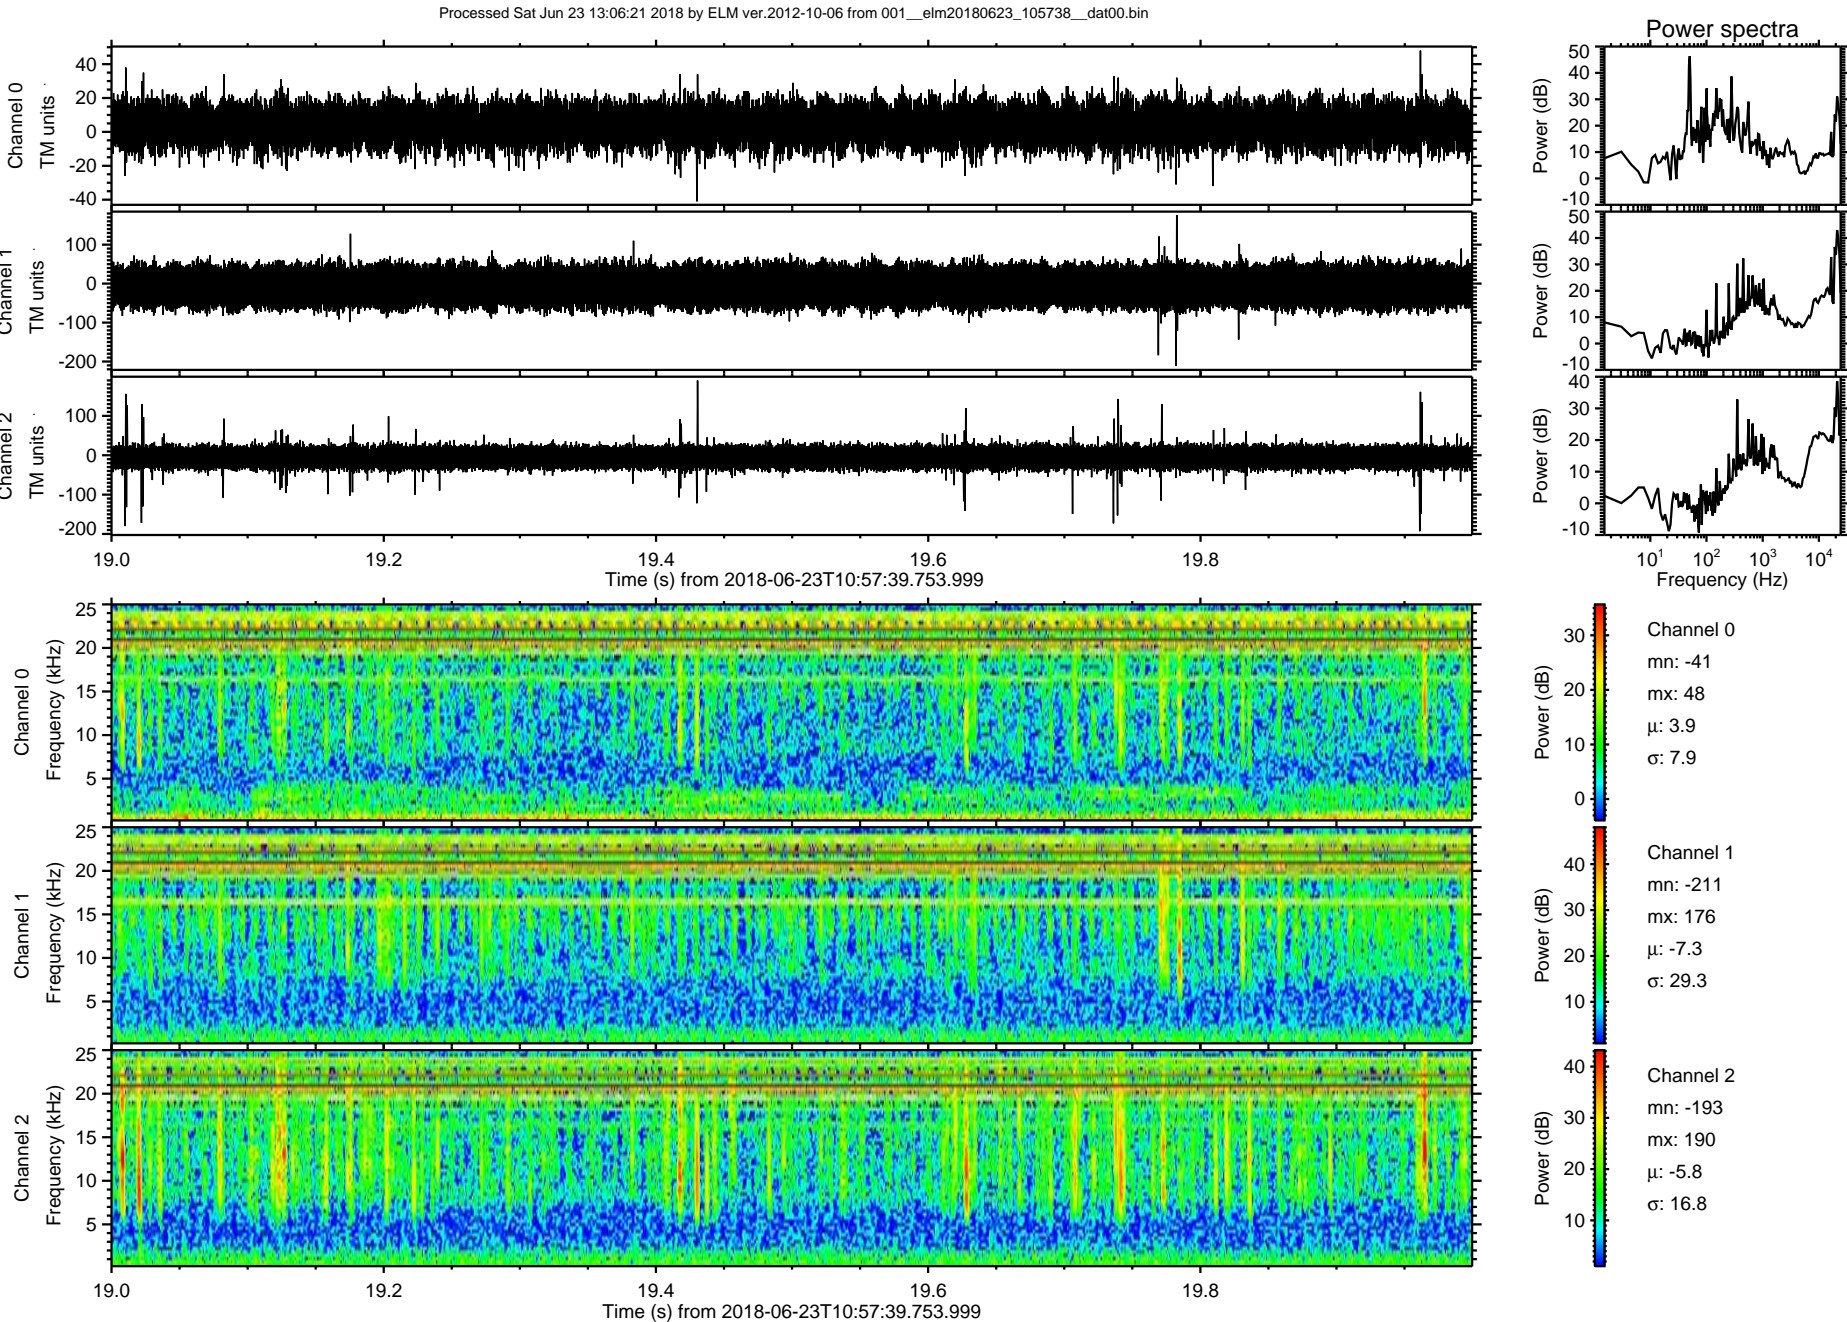 Processed Sat Jun 23 13:06:21 2018 by ELM ver.2012-10-06 from 001__elm20180623_105738__dat00.bin
Power spectra
Channel 0
TM units
40
20
0
-20
-40
Power (dB)
50
40
30
20
10
0
-10
Channel 1
TM units
100
0
-100
-200
Power (dB)
50
40
30
20
10
0
-10
Channel 2
TM units
100
0
-100
-200
Power (dB)
40
30
20
10
0
-10
19.0 19.2 19.4 19.6 19.8
Time (s) from 2018-06-23T10:57:39.753.999
10^1 10^2 10^3 10^4
Frequency (Hz)
Channel 0
Frequency (kHz)
25
20
15
10
5
Power (dB)
30
20
10
0
Channel 0
mn: -41
mx: 48
μ: 3.9
σ: 7.9
Channel 1
Frequency (kHz)
25
20
15
10
5
Power (dB)
40
30
20
10
Channel 1
mn: -211
mx: 176
μ: -7.3
σ: 29.3
Channel 2
Frequency (kHz)
25
20
15
10
5
Power (dB)
40
30
20
10
Channel 2
mn: -193
mx: 190
μ: -5.8
σ: 16.8
19.0 19.2 19.4 19.6 19.8
Time (s) from 2018-06-23T10:57:39.753.999